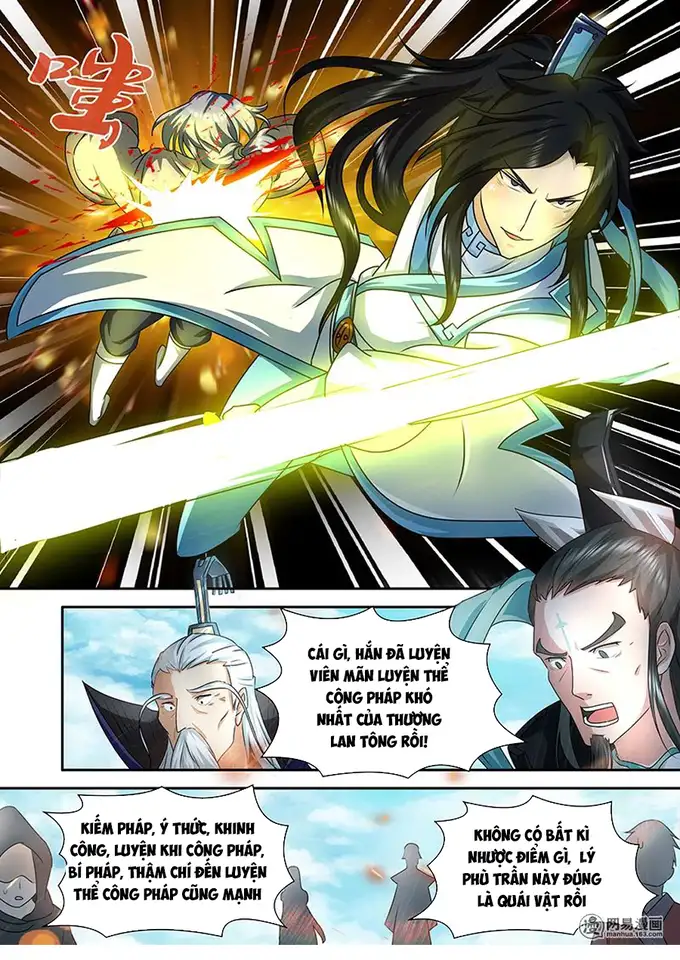 嗤
CÁI GÌ, HẮN ĐÃ LUYỆN
VIÊN MÃN LUYỆN THỂ
CÔNG PHÁP KHÓ
NHẤT CỦA THƯƠNG
LAN TÔNG RỒI!
KIẾM PHÁP, Ý THỨC, KHINH
CÔNG, LUYỆN KHI CÔNG PHÁP,
BÍ PHÁP, THẬM CHÍ ĐẾN LUYỆN
THỂ CÔNG PHÁP CŨNG MẠNH
KHÔNG CÓ BẤT KÌ
NHƯỢC ĐIỂM GÌ, LÝ
PHÙ TRẦN NÀY ĐÚNG
LÀ QUÁI VẬT RỒI
网易漫画
manhua.163.com